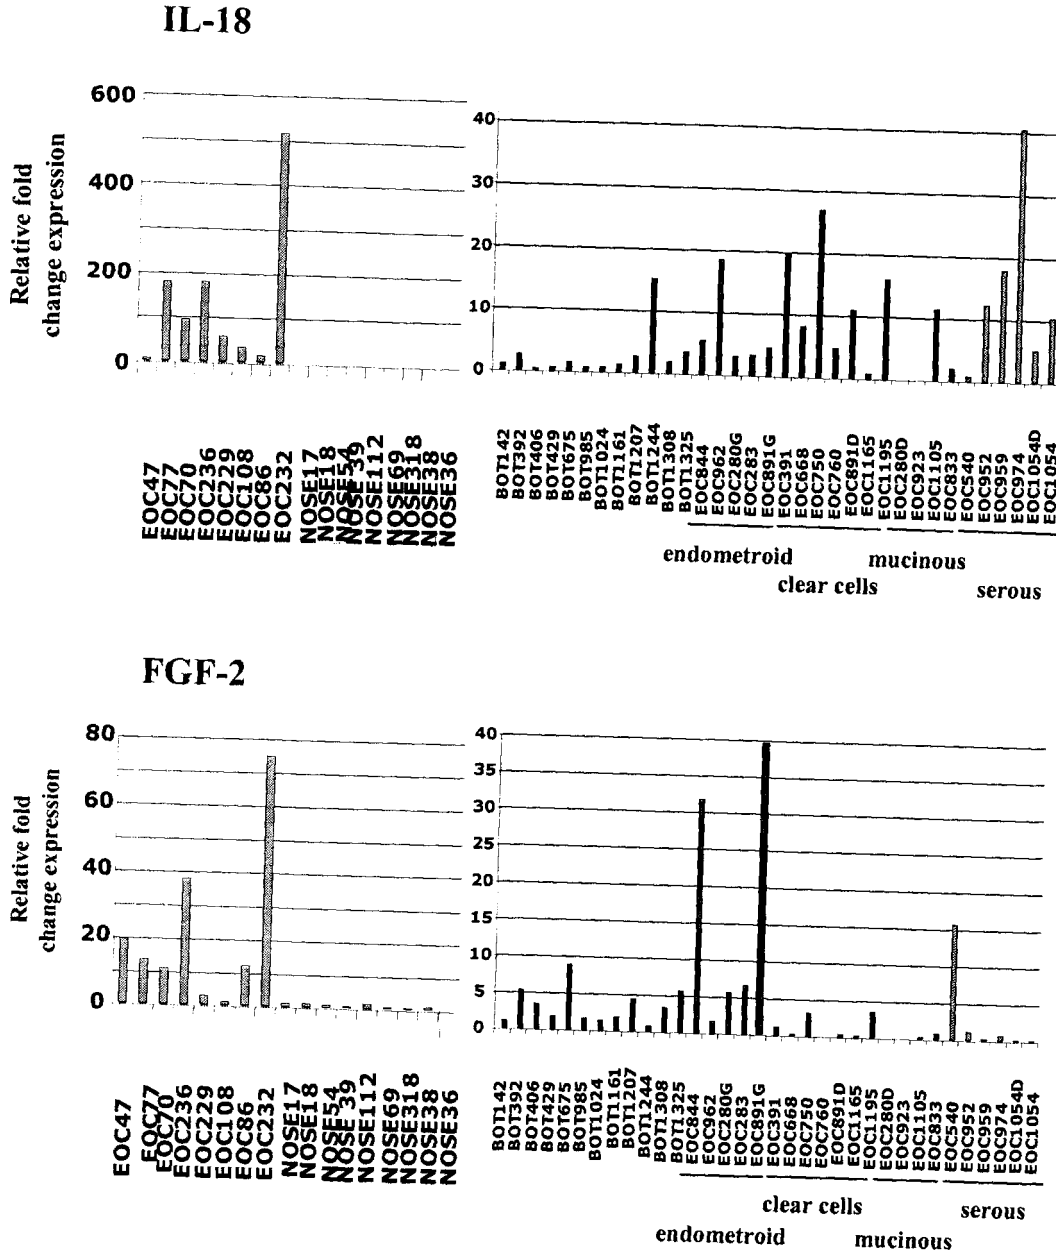 IL-18
Relative fold
change expression
600
400
200
0
40
30
20
10
0
EOC47
EOC77
EOC70
EOC236
EOC229
EOC108
EOC86
EOC232
NOSE17
NOSE18
NOSE54
NOSE39
NOSE112
NOSE69
NOSE318
NOSE38
NOSE36
BOT142
BOT392
BOT406
BOT429
BOT675
BOT985
BOT1024
BOT1161
BOT1207
BOT1244
BOT1308
BOT1325
EOC844
EOC962
EOC280G
EOC283
EOC891G
EOC391
EOC668
EOC750
EOC760
EOC891D
EOC1165
EOC1195
EOC280D
EOC923
EOC1105
EOC833
EOC540
EOC952
EOC959
EOC974
EOC1054D
EOC1054
endometroid
clear cells
mucinous
serous
FGF-2
Relative fold
change expression
80
60
40
20
0
40
35
30
25
20
15
10
5
0
EOC47
EOC77
EOC70
EOC236
EOC229
EOC108
EOC86
EOC232
NOSE17
NOSE18
NOSE54
NOSE 39
NOSE112
NOSE69
NOSE318
NOSE38
NOSE36
BOT142
BOT392
BOT406
BOT429
BOT675
BOT985
BOT1024
BOT1161
BOT1207
BOT1244
BOT1308
BOT1325
EOC844
EOC962
EOC280G
EOC283
EOC891G
EOC391
EOC668
EOC750
EOC760
EOC891D
EOC1165
EOC1195
EOC280D
EOC923
EOC1105
EOC833
EOC540
EOC952
EOC959
EOC974
EOC1054D
EOC1054
endometroid
clear cells
mucinous
serous